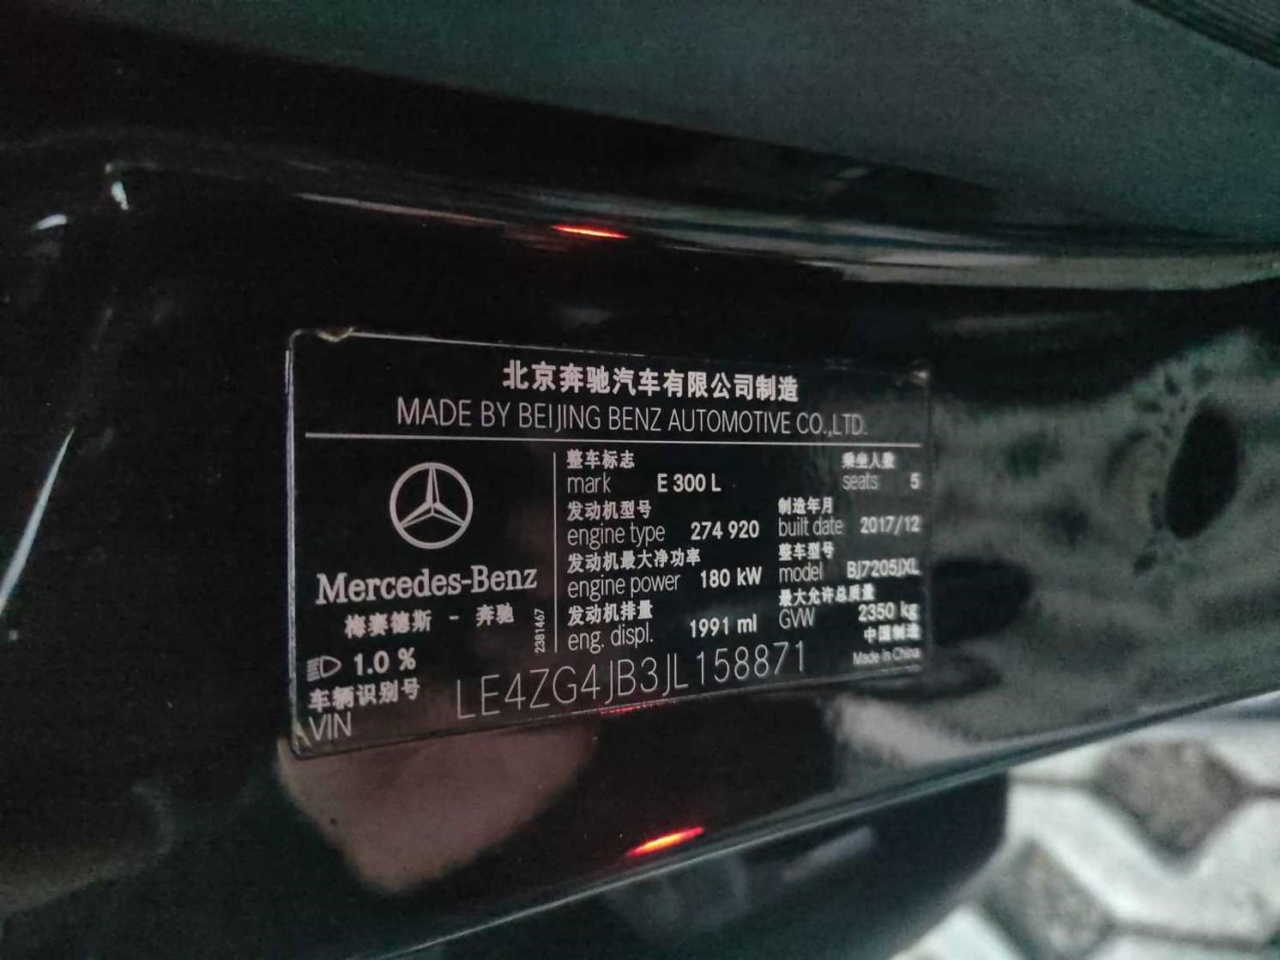 北京奔驰汽车有限公司制造
MADE BY BEIJING BENZ AUTOMOTIVE CO.,LTD.
Mercedes-Benz
梅赛德斯 - 奔驰
2381467
1.0 %
整车标志
mark E 300 L
乘坐人数
seats 5
发动机型号
engine type 274 920
制造年月
built date 2017/12
发动机最大净功率
engine power 180 kW
整车型号
model BJ7205JXL
发动机排量
eng. displ. 1991 ml
最大允许总质量
GVW 2350 kg
中国制造
Made in China
车辆识别号
VIN LE4ZG4JB3JL158871